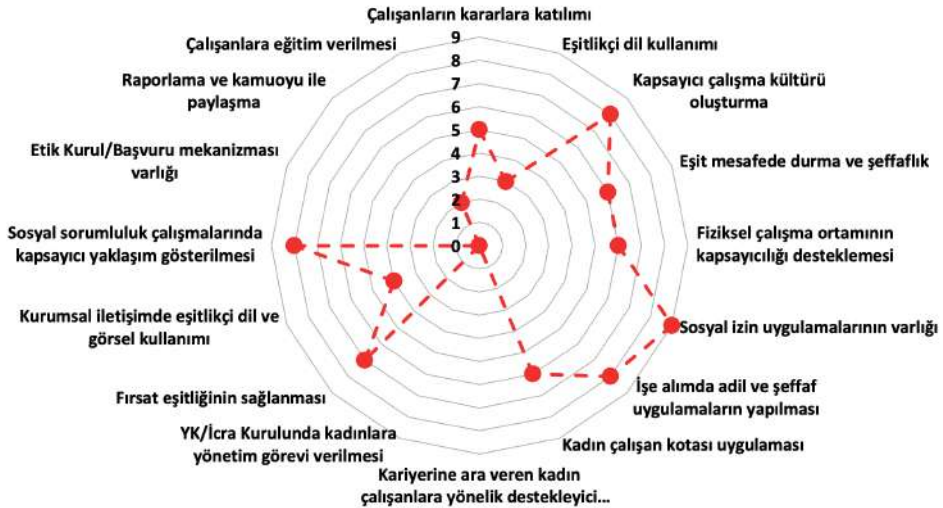 Çalışanların kararlara katılımı
Eşitlikçi dil kullanımı
Kapsayıcı çalışma kültürü
oluşturma
Eşit mesafede durma ve şeffaflık
Fiziksel çalışma ortamının
kapsayıcılığı desteklemesi
Sosyal izin uygulamalarının varlığı
İşe alımda adil ve şeffaf
uygulamaların yapılması
Kadın çalışan kotası uygulaması
Kariyerine ara veren kadın
çalışanlara yönelik destekleyici...
YK/İcra Kurulunda kadınlara
yönetim görevi verilmesi
Fırsat eşitliğinin sağlanması
Kurumsal iletişimde eşitlikçi dil ve
görsel kullanımı
Sosyal sorumluluk çalışmalarında
kapsayıcı yaklaşım gösterilmesi
Etik Kurul/Başvuru mekanizması
varlığı
Raporlama ve kamuoyu ile
paylaşma
Çalışanlara eğitim verilmesi
9
8
7
6
5
4
3
2
1
0